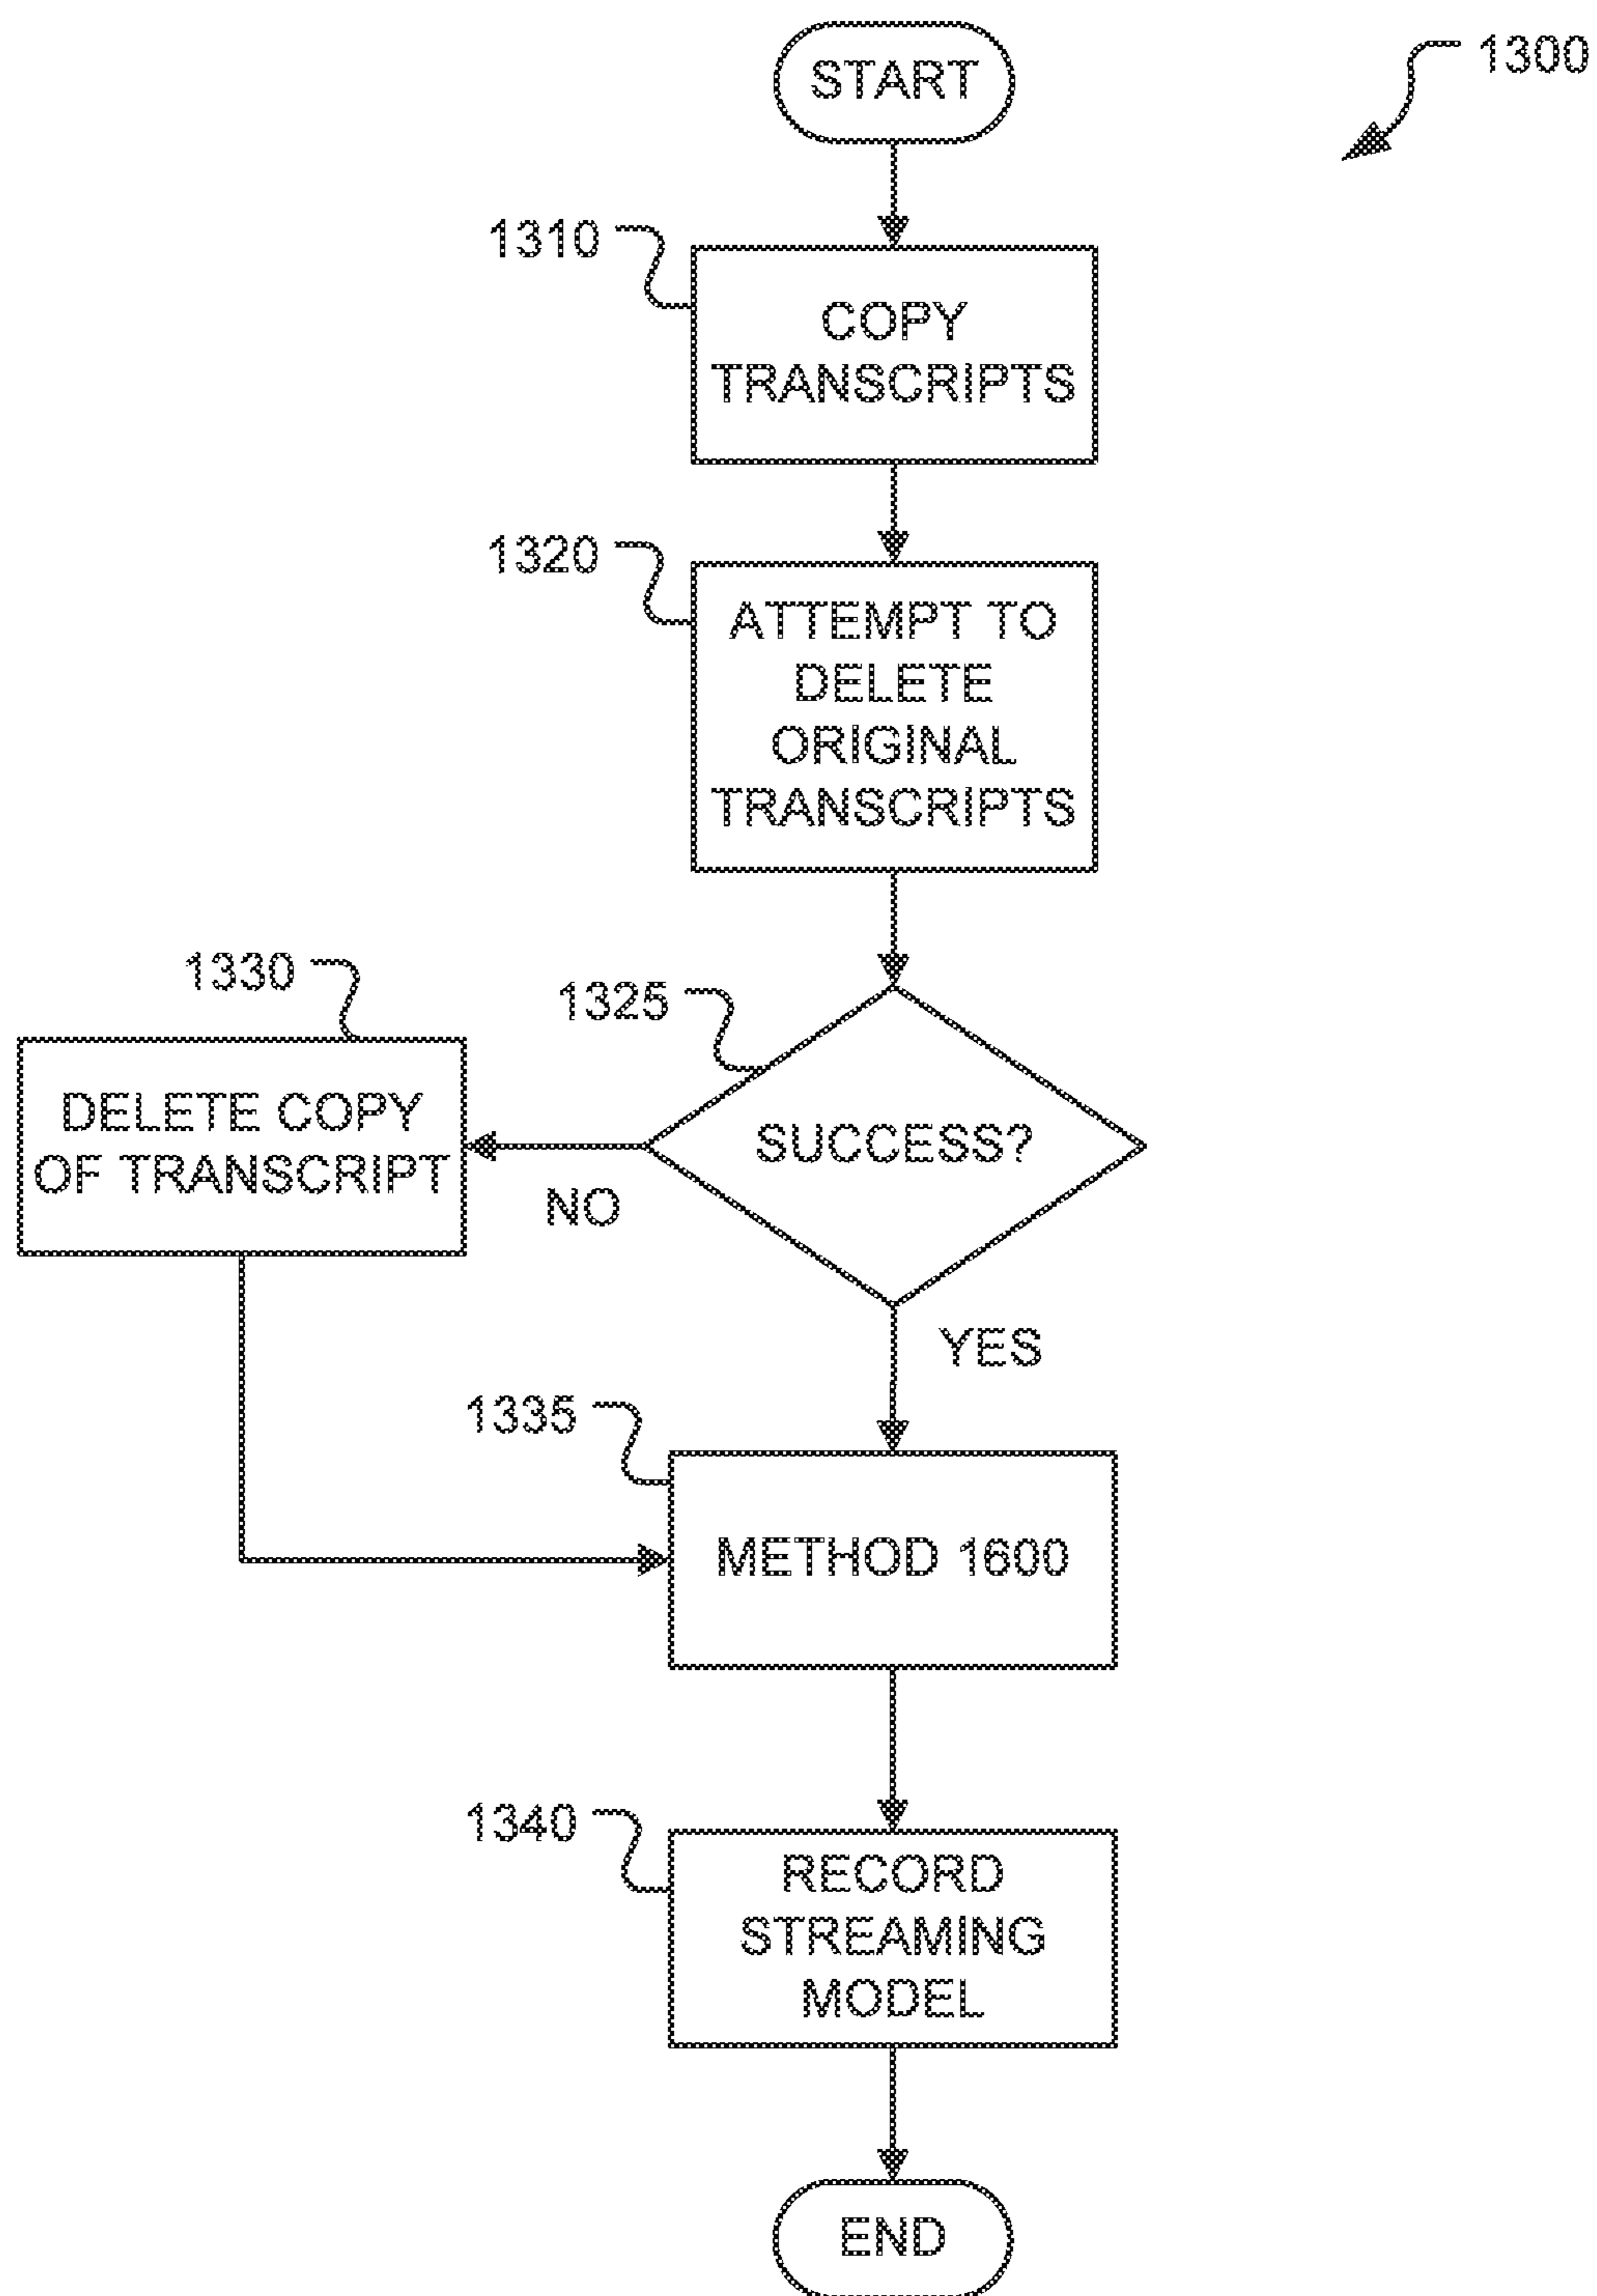 START
1300
1310
COPY
TRANSCRIPTS
1320
ATTEMPT TO
DELETE
ORIGINAL
TRANSCRIPTS
1330
1325
DELETE COPY
OF TRANSCRIPT
SUCCESS?
NO
YES
1335
METHOD 1600
1340
RECORD
STREAMING
MODEL
END